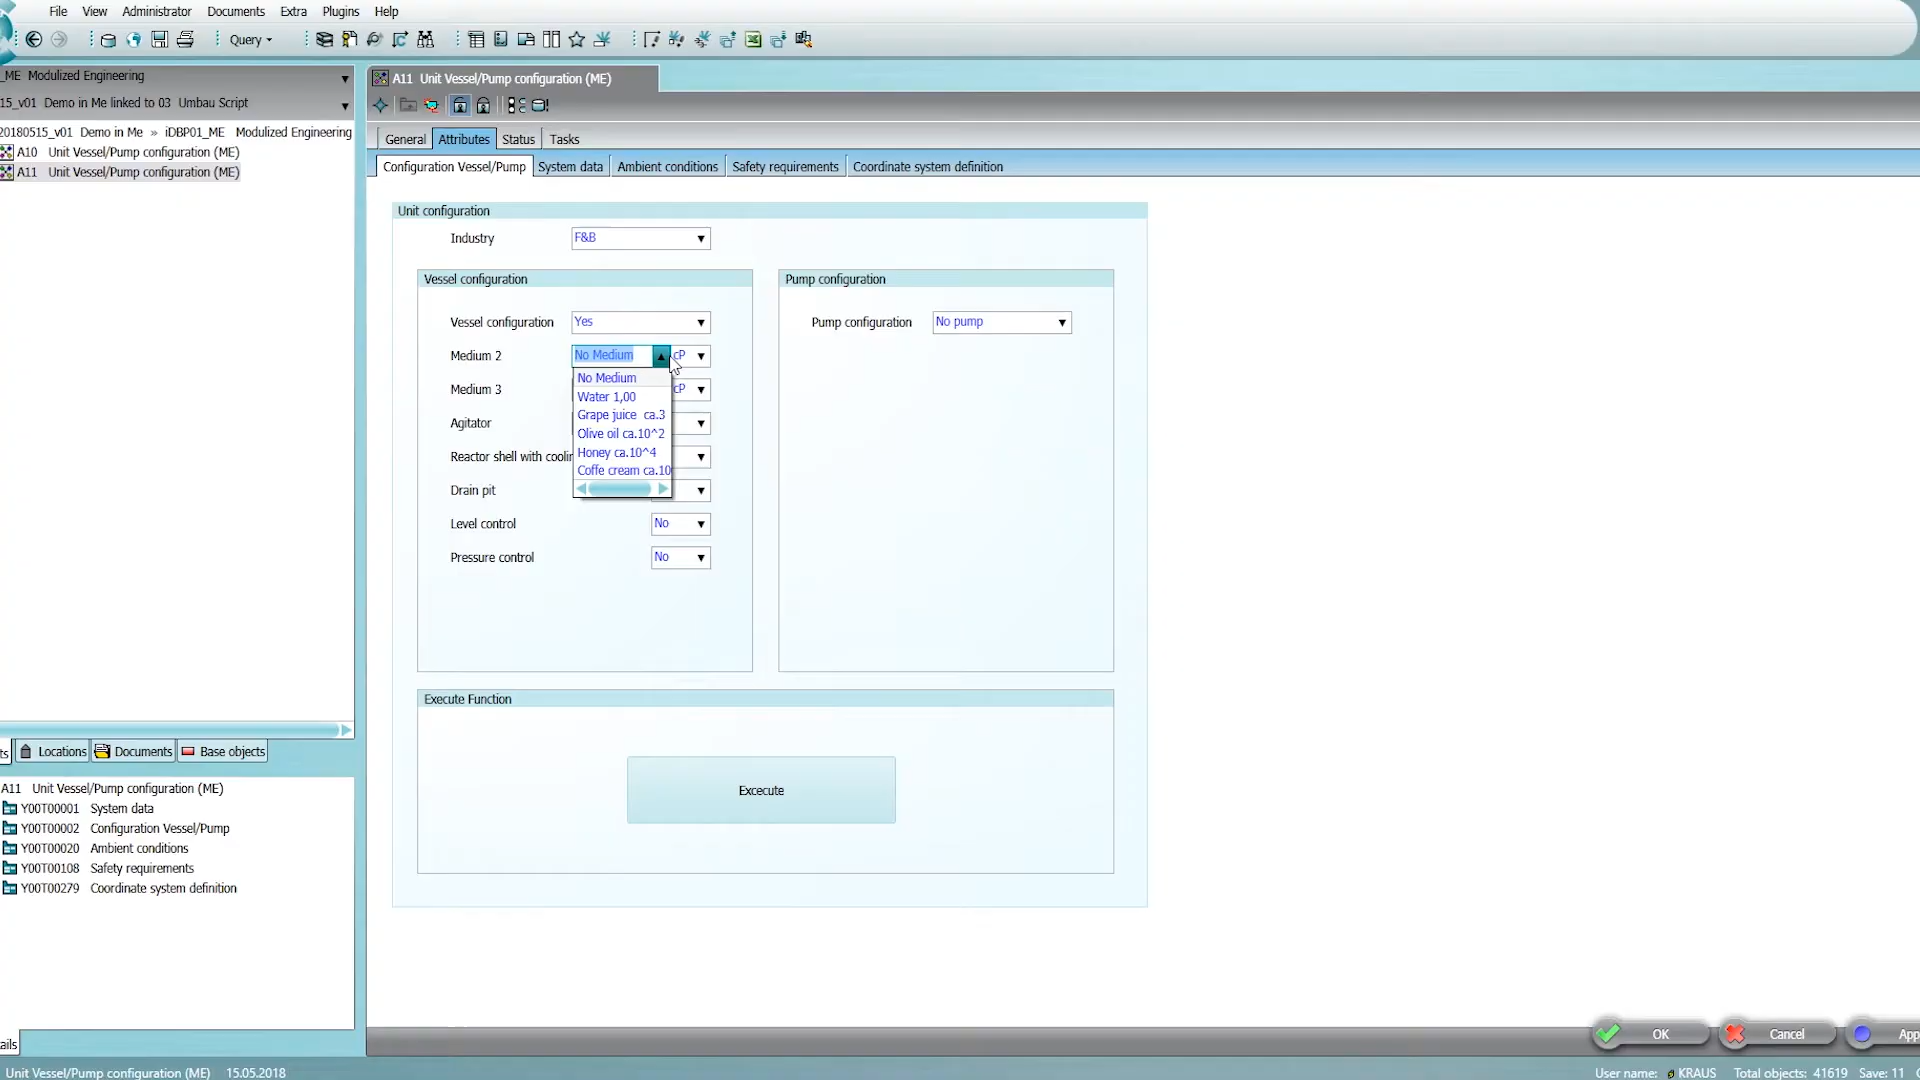 File View Administrator Documents Extra Plugins Help
Query
_ME Modulized Engineering
15_v01 Demo in Me linked to 03 Umbau Script
20180515_v01 Demo in Me » iDBP01_ME Modulized Engineering
A10 Unit Vessel/Pump configuration (ME)
A11 Unit Vessel/Pump configuration (ME)
A11 Unit Vessel/Pump configuration (ME)
General Attributes Status Tasks
Configuration Vessel/Pump System data Ambient conditions Safety requirements Coordinate system definition
Unit configuration
Industry F&B
Vessel configuration
Vessel configuration Yes
Medium 2 No Medium cP
Medium 3 cP
Agitator
Reactor shell with coolin
Drain pit
Level control No
Pressure control No
No Medium
Water 1,00
Grape juice ca.3
Olive oil ca.10^2
Honey ca.10^4
Coffe cream ca.10
Pump configuration
Pump configuration No pump
Execute Function
Excecute
ts Locations Documents Base objects
A11 Unit Vessel/Pump configuration (ME)
Y00T00001 System data
Y00T00002 Configuration Vessel/Pump
Y00T00020 Ambient conditions
Y00T00108 Safety requirements
Y00T00279 Coordinate system definition
ails
OK Cancel App
Unit Vessel/Pump configuration (ME) 15.05.2018
User name: KRAUS Total objects: 41619 Save: 11